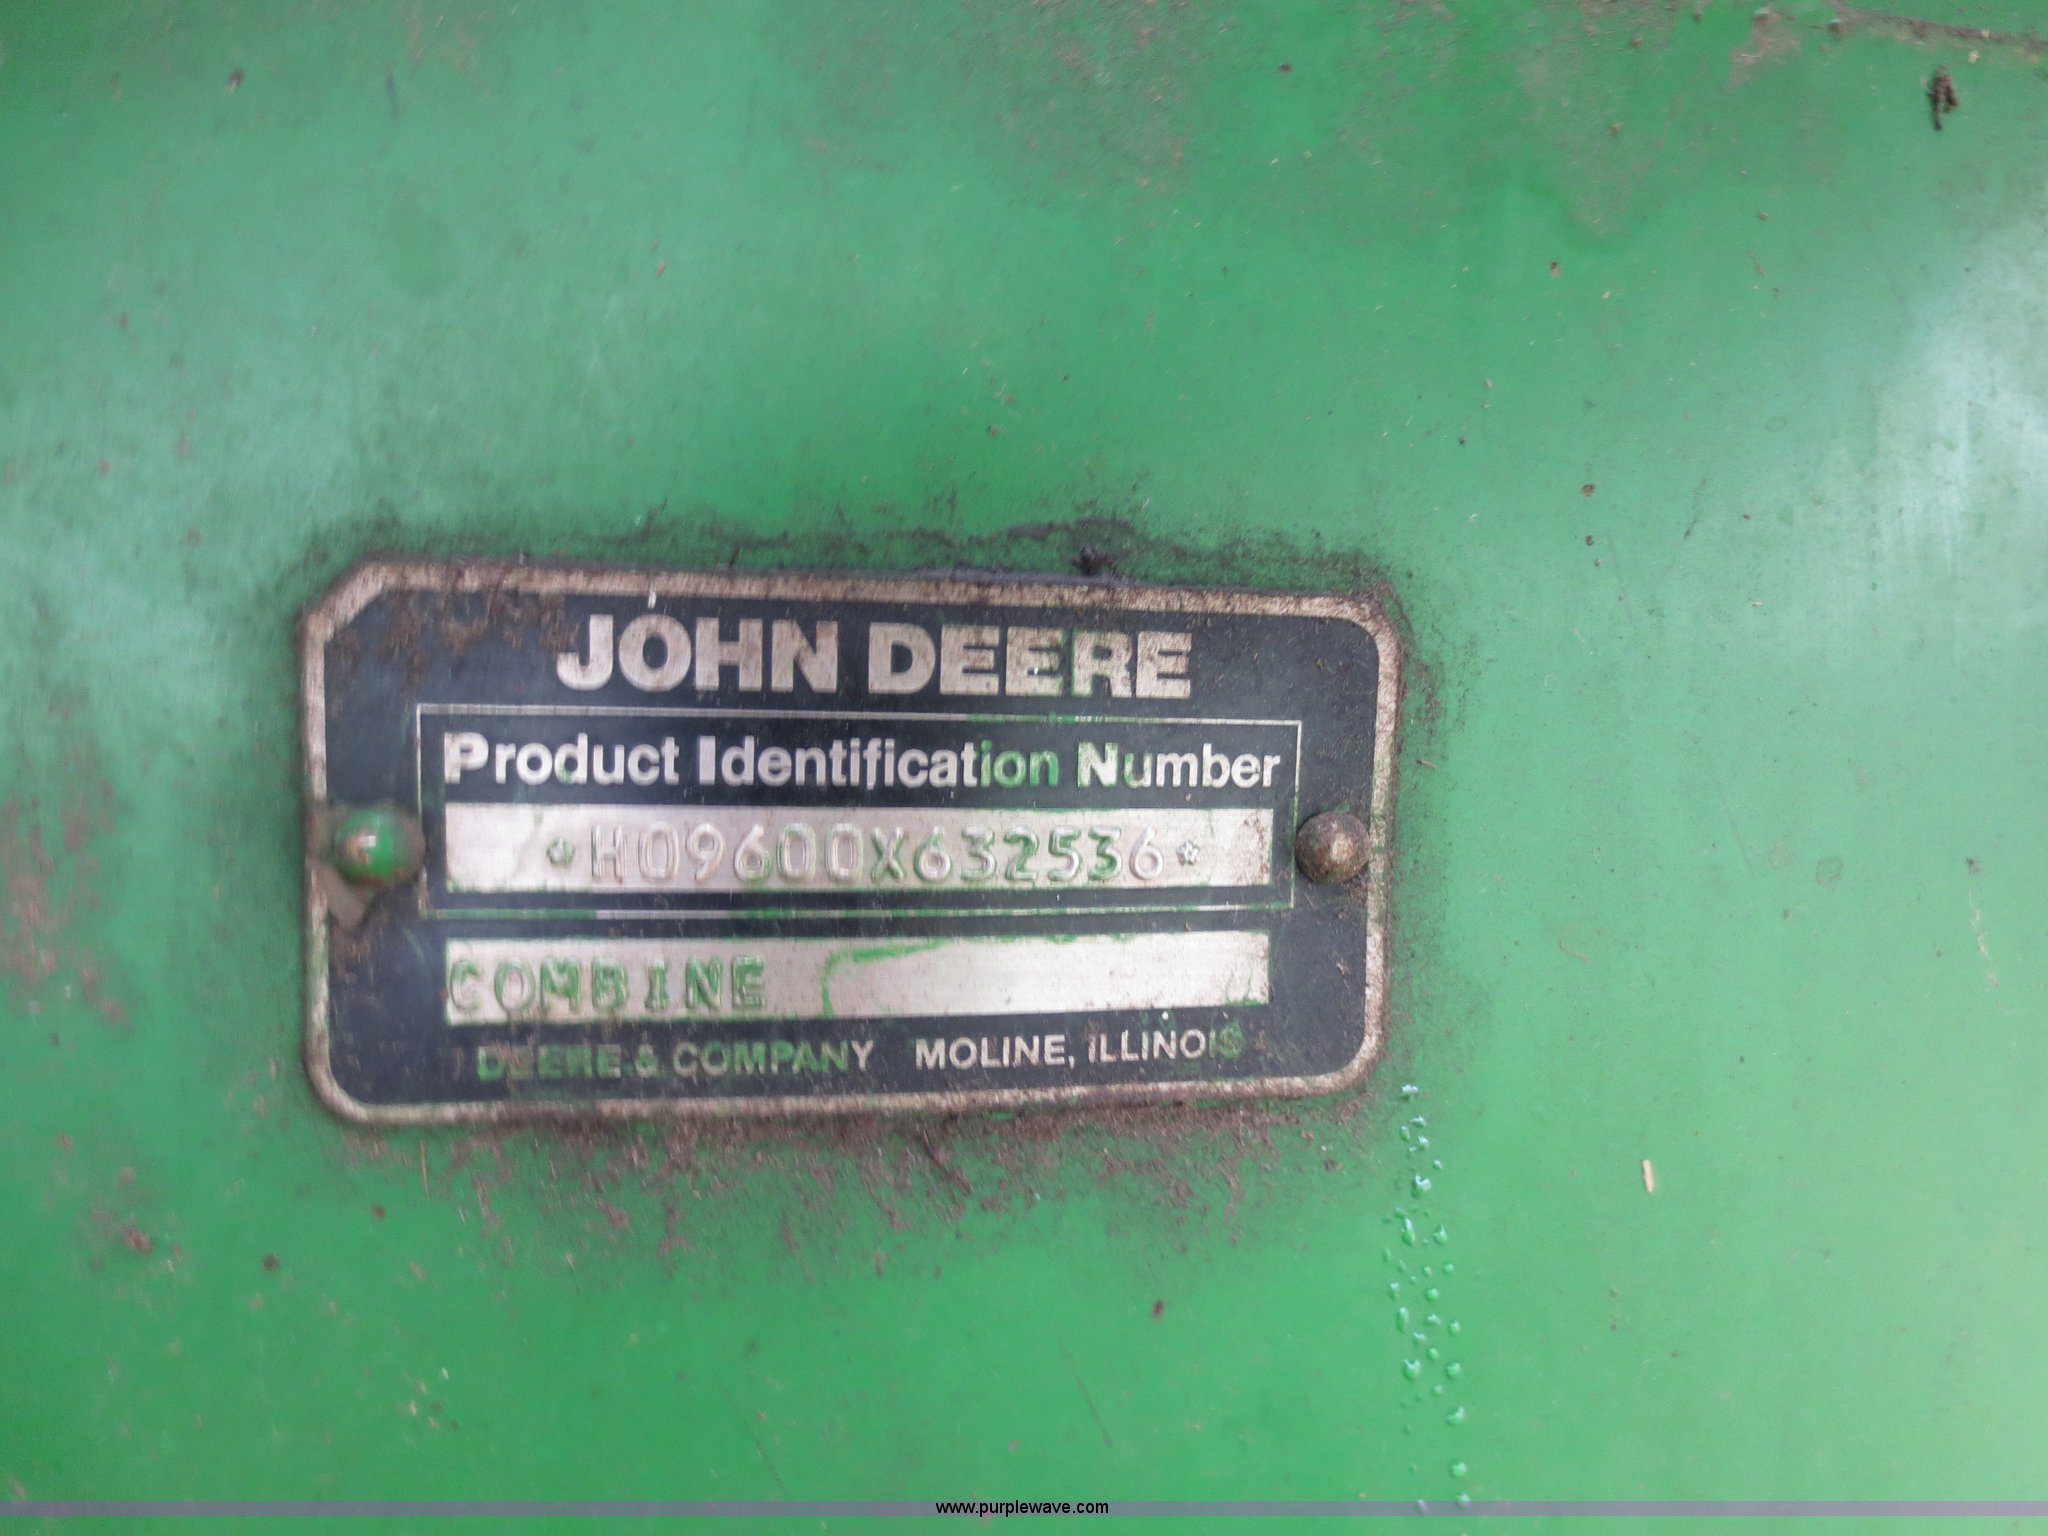 JOHN DEERE
Product Identification Number
*H09600X632536*
COMBINE
DEERE & COMPANY MOLINE, ILLINOIS
www.purplewave.com